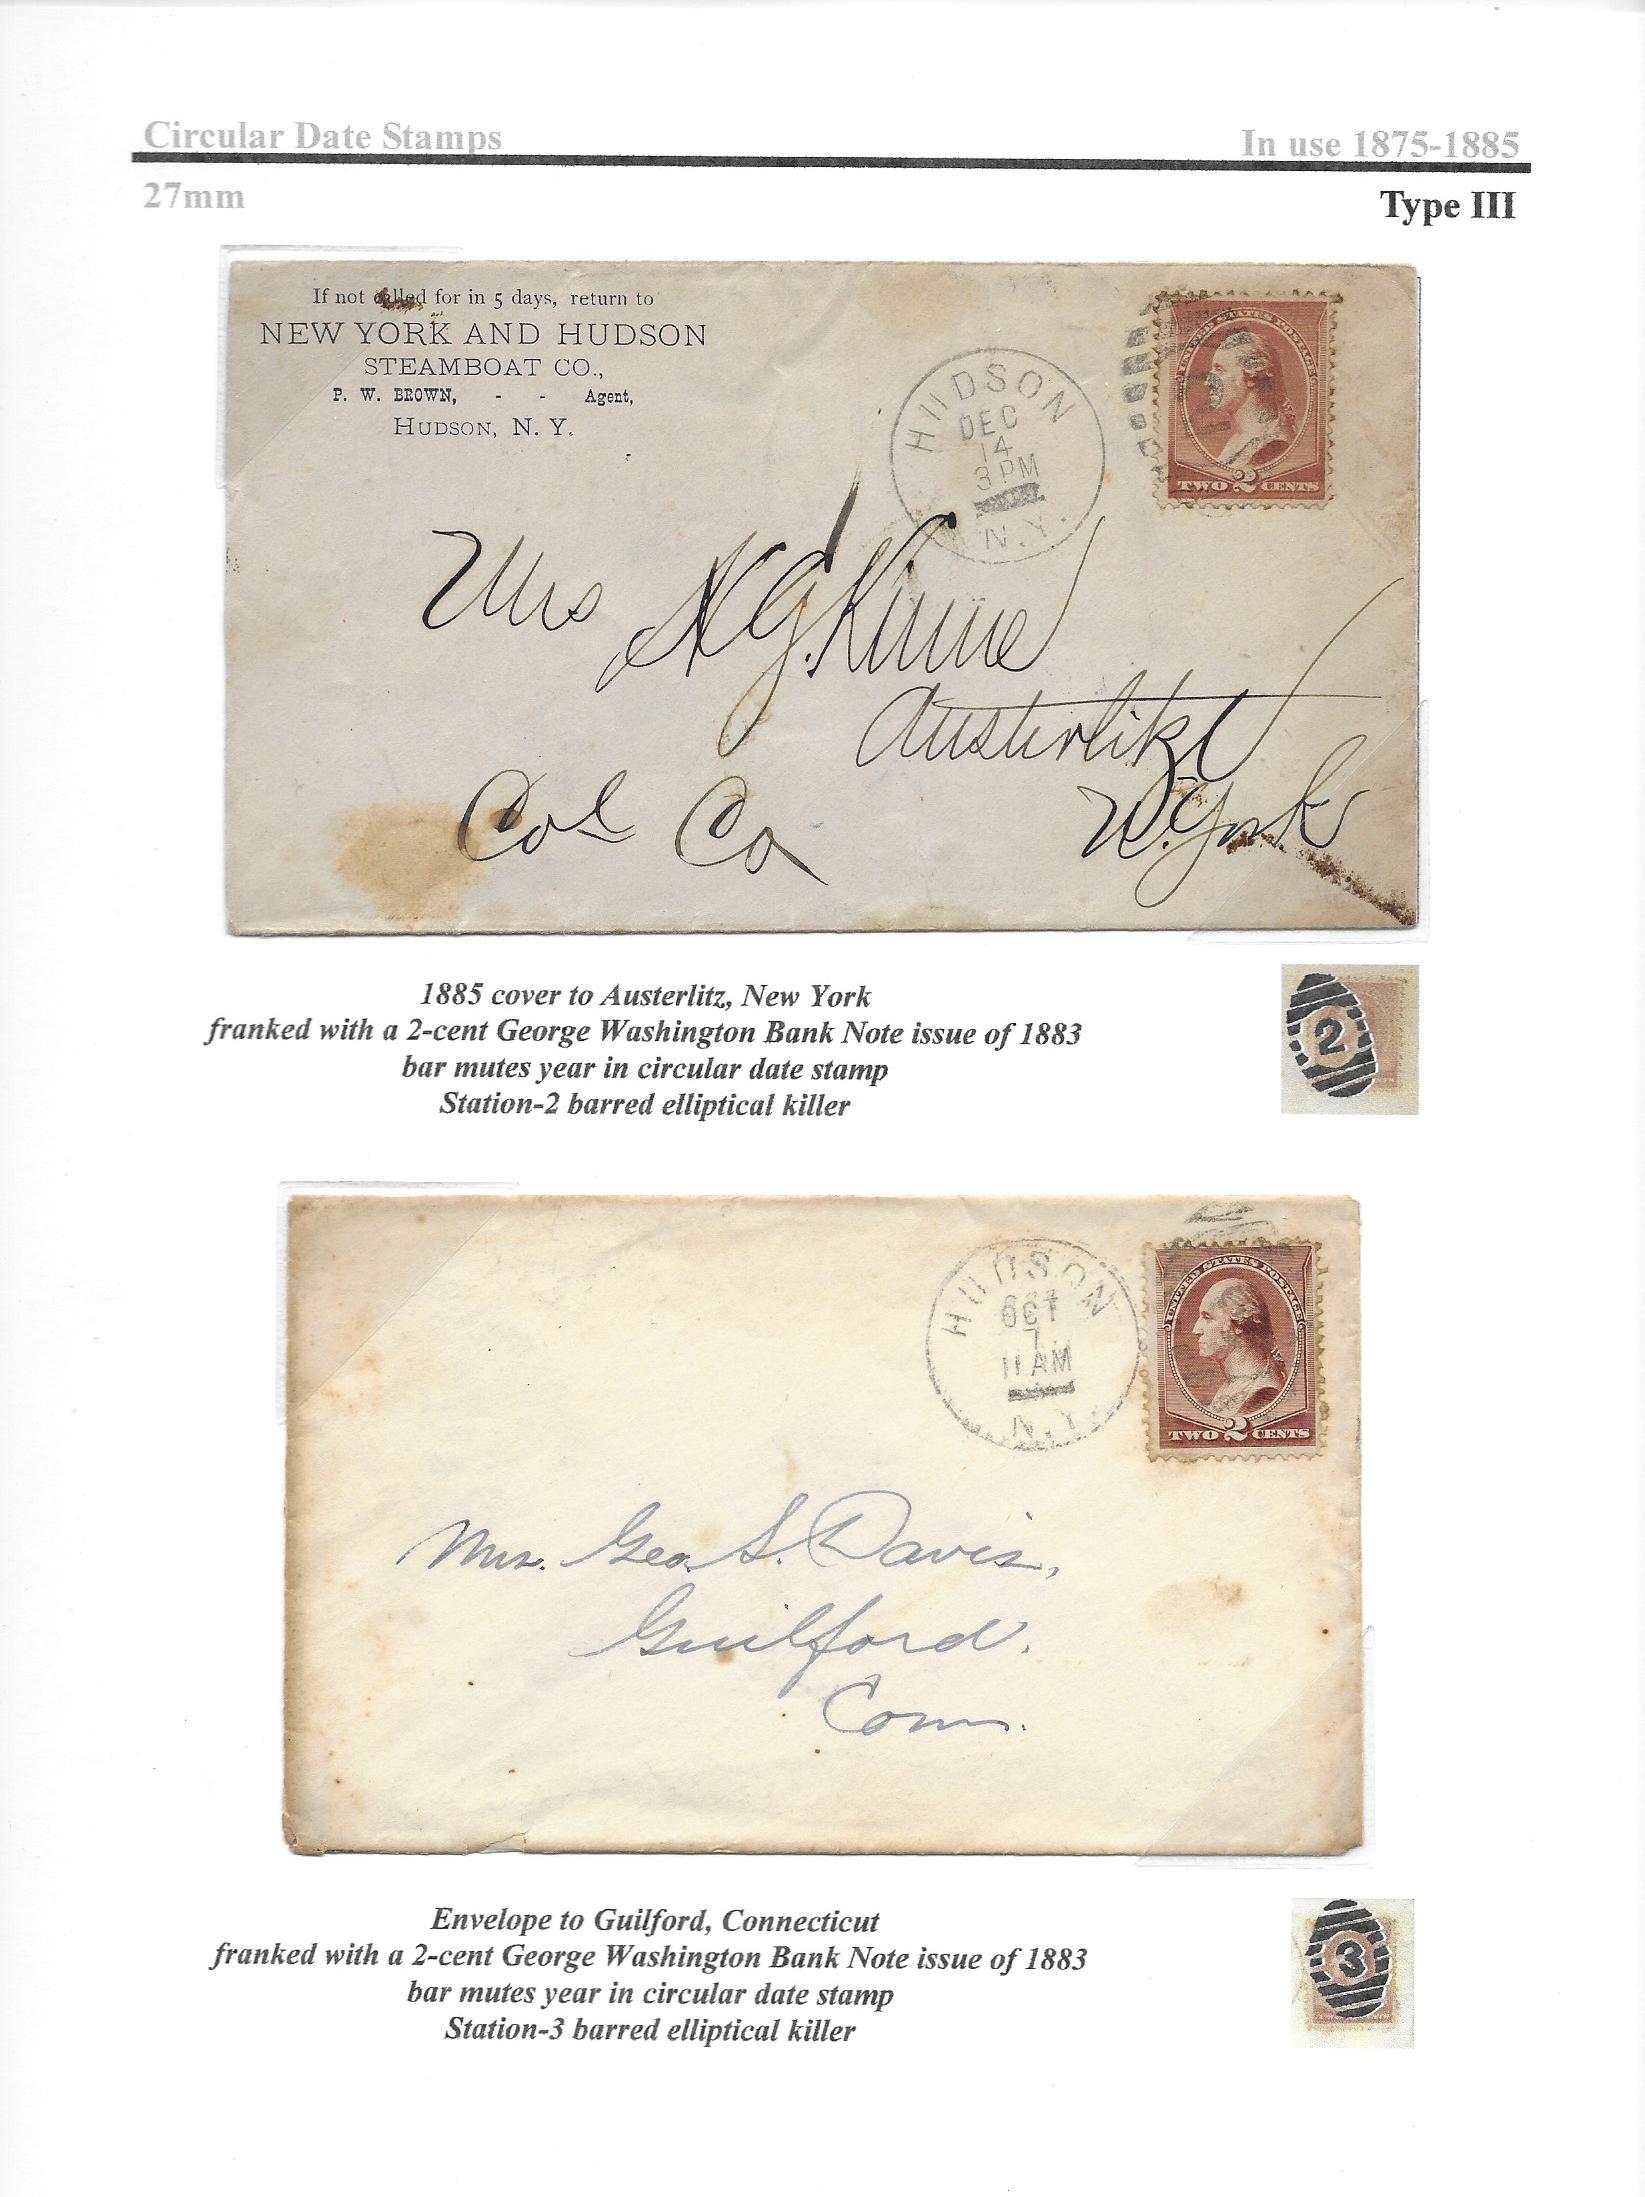 Circular Date Stamps
In use 1875-1885
27mm
Type III
If not called for in 5 days, return to
NEW YORK AND HUDSON
STEAMBOAT CO.,
P. W. BROWN, - - Agent,
HUDSON, N. Y.
HUDSON
DEC
14
3 PM
N.Y.
UNITED STATES POSTAGE
2
TWO 2 CENTS
Mrs
Austerlitz
Col Co
N. York
1885 cover to Austerlitz, New York
franked with a 2-cent George Washington Bank Note issue of 1883
bar mutes year in circular date stamp
Station-2 barred elliptical killer
2
HUDSON
OCT
7
11 AM
N.Y.
UNITED STATES POSTAGE
TWO 2 CENTS
Mrs. Geo. S. Davis,
Guilford.
Conn.
Envelope to Guilford, Connecticut
franked with a 2-cent George Washington Bank Note issue of 1883
bar mutes year in circular date stamp
Station-3 barred elliptical killer
3